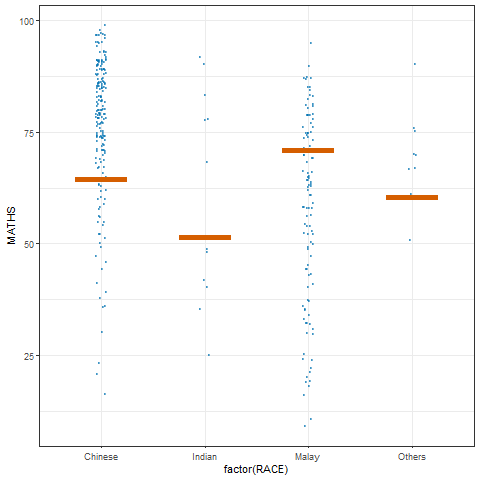 100
75
50
25
MATHS
Chinese
Indian
Malay
Others
factor(RACE)